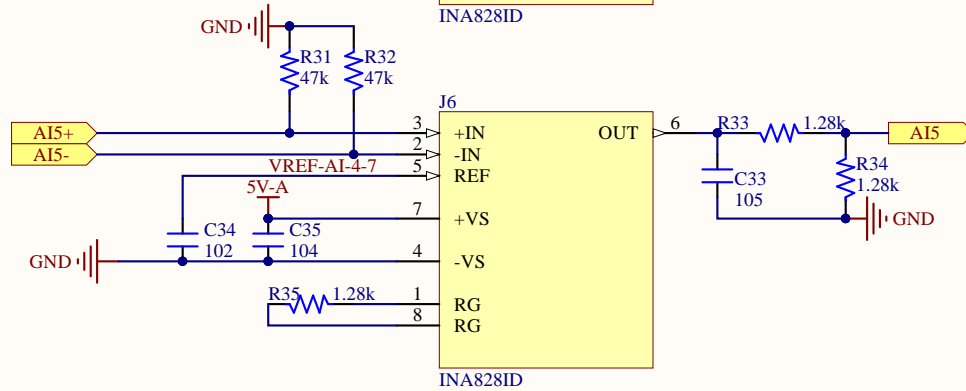 INA828ID
GND
R31
47k
R32
47k
J6
AI5+
AI5-
3
2
5
7
4
1
8
+IN
-IN
REF
+VS
-VS
RG
RG
OUT
6
VREF-AI-4-7
5V-A
C34
102
C35
104
GND
R35
1.28k
R33
1.28k
AI5
C33
105
R34
1.28k
GND
INA828ID